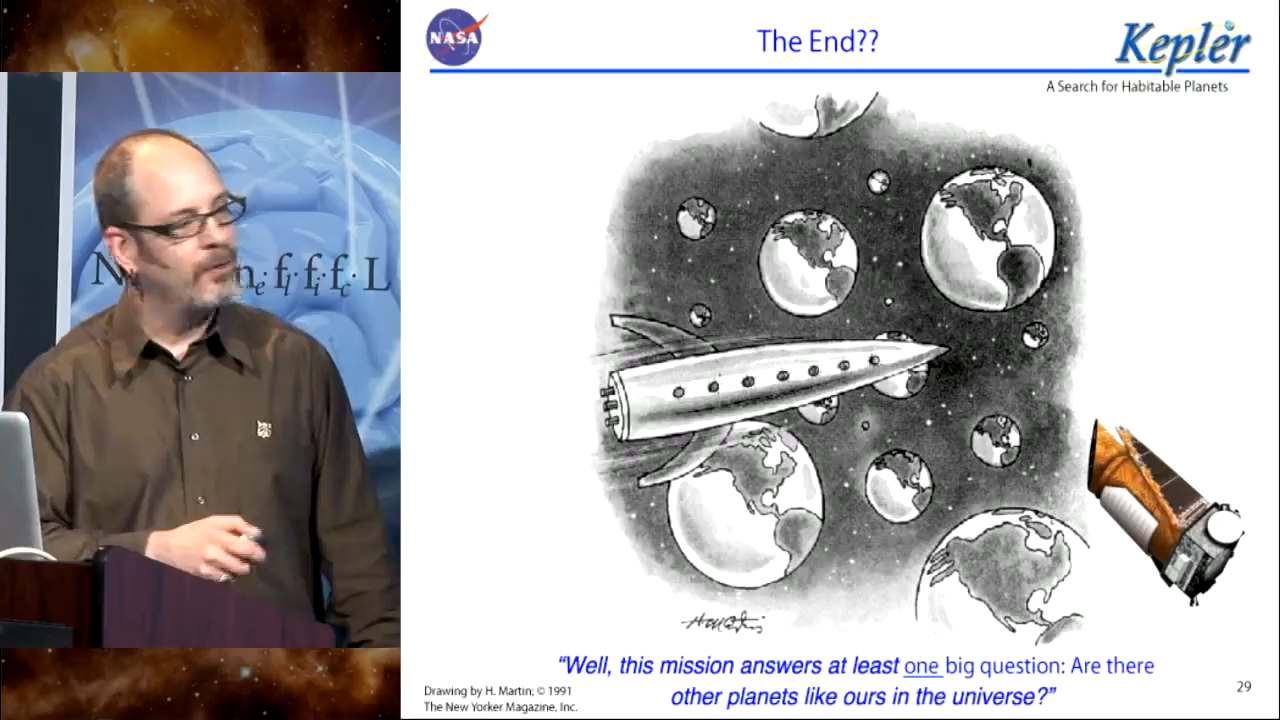 NASA
The End??
Kepler
A Search for Habitable Planets
"Well, this mission answers at least one big question: Are there
other planets like ours in the universe?"
Drawing by H. Martin; © 1991
The New Yorker Magazine, Inc.
29